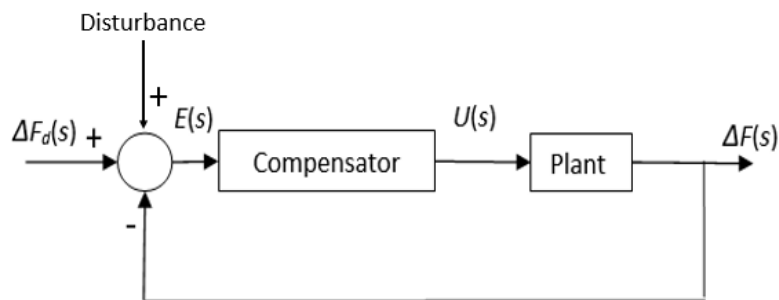 Disturbance
+
ΔF_d(s) + E(s) Compensator U(s) Plant ΔF(s)
-